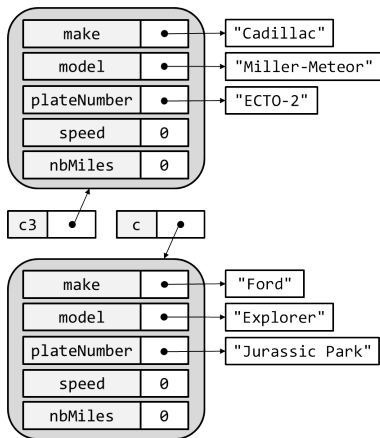 make "Cadillac"
model "Miller-Meteor"
plateNumber "ECTO-2"
speed 0
nbMiles 0
c3 c
make "Ford"
model "Explorer"
plateNumber "Jurassic Park"
speed 0
nbMiles 0